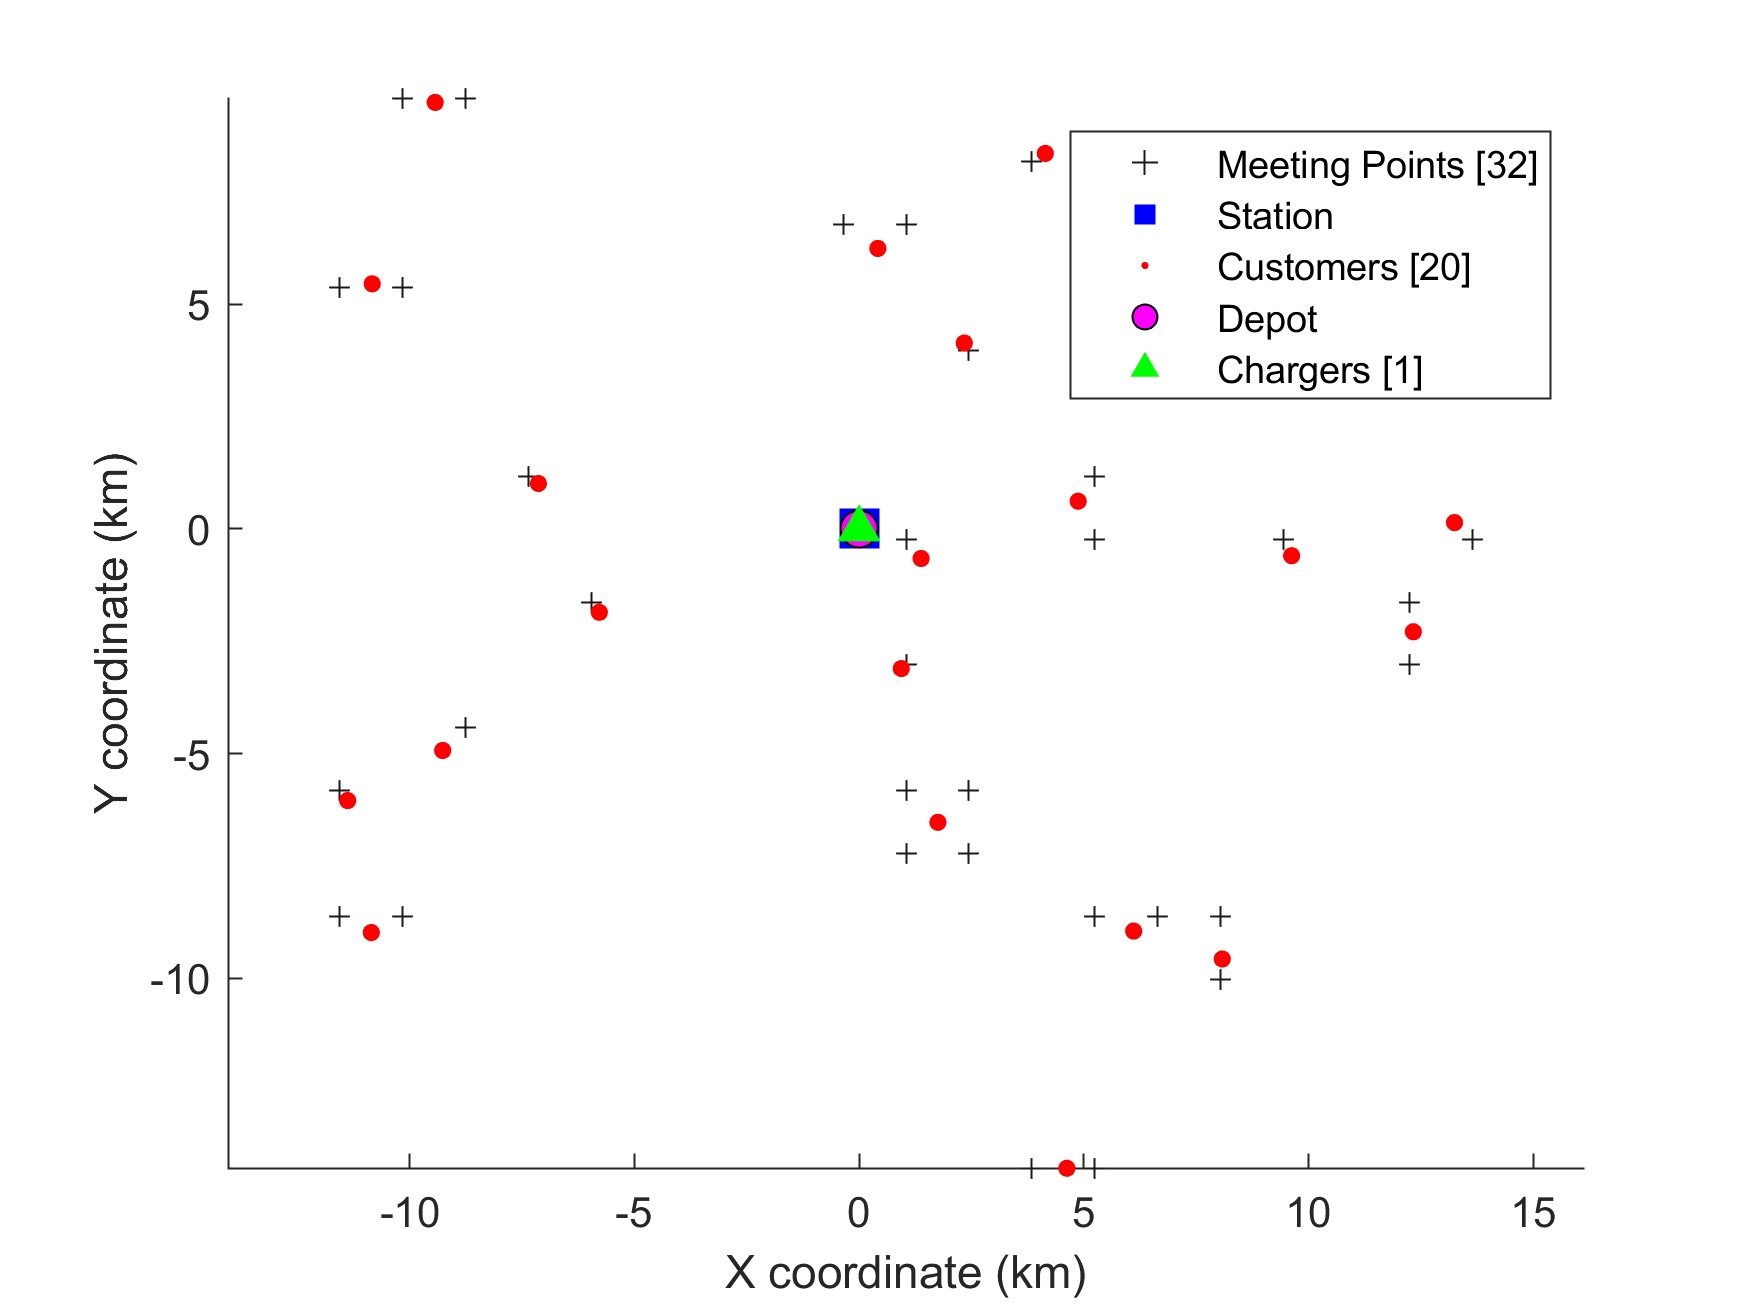 Meeting Points [32]
Station
Customers [20]
Depot
Chargers [1]
5
0
-5
-10
Y coordinate (km)
-10 -5 0 5 10 15
X coordinate (km)